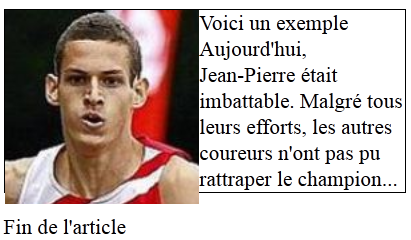 Voici un exemple
Aujourd'hui,
Jean-Pierre était
imbattable. Malgré tous
leurs efforts, les autres
coureurs n'ont pas pu
rattraper le champion...
Fin de l'article